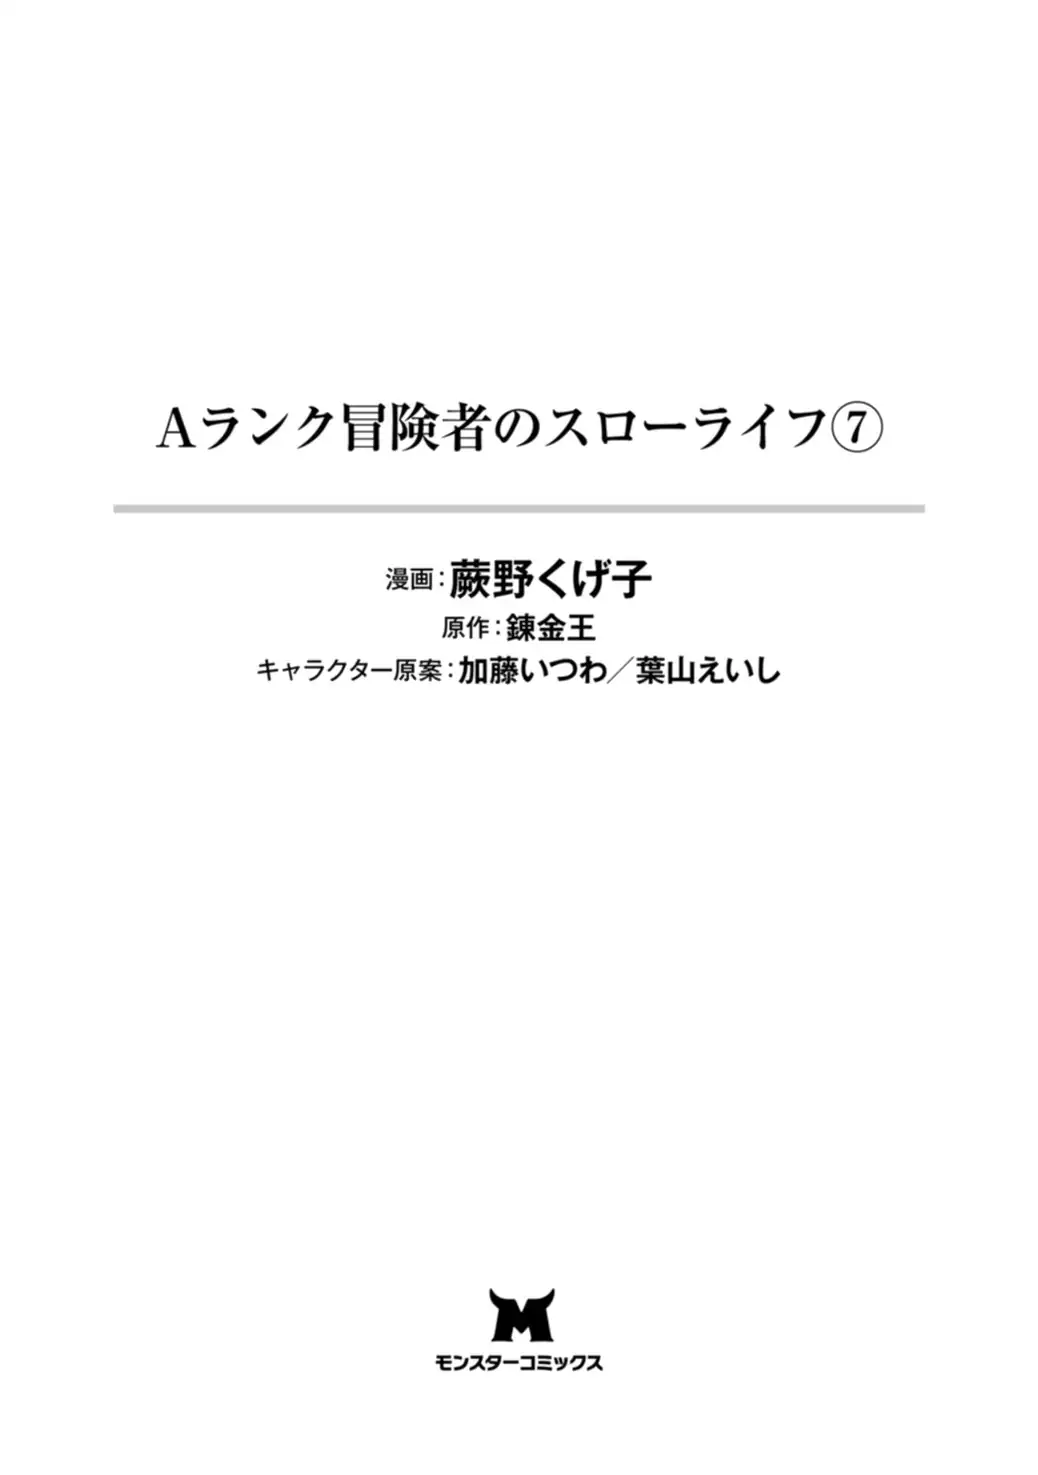 Aランク冒険者のスローライフ⑦
漫画:蕨野くげ子
原作:錬金王
キャラクター原案:加藤いつわ／葉山えいし
M
モンスターコミックス